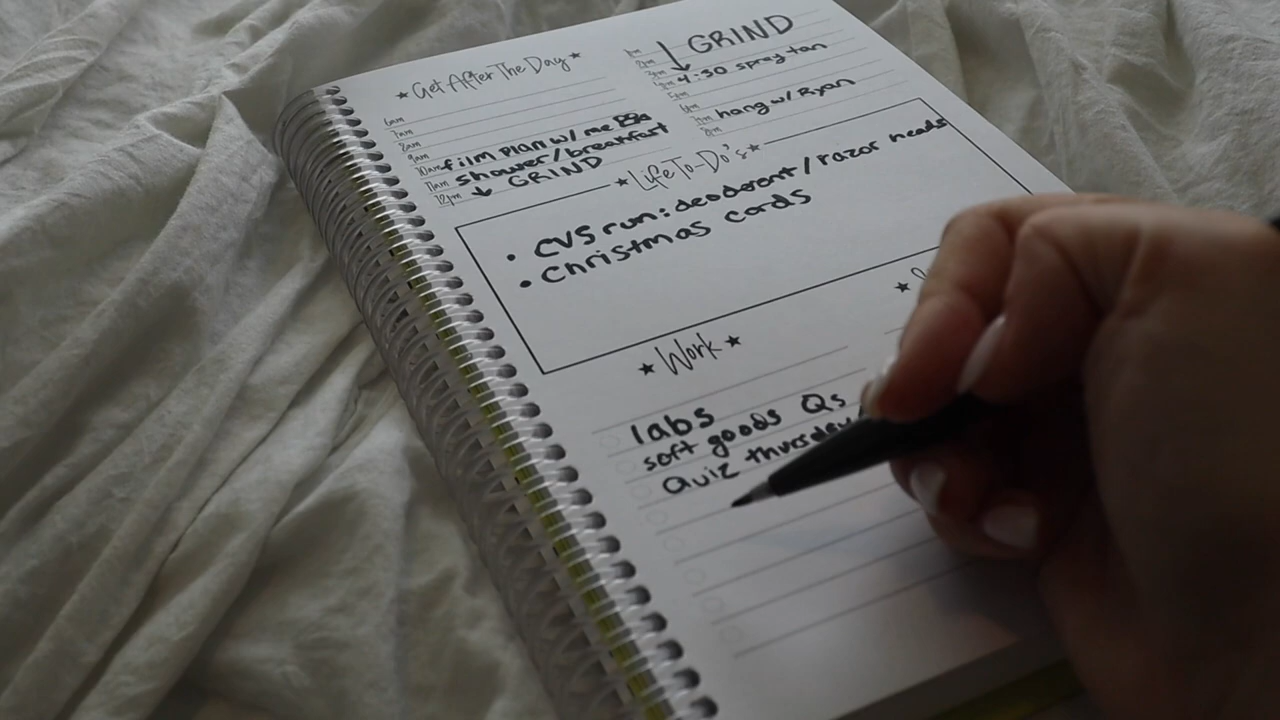 ★ Get After The Day ★
6am
7am
8am
9am film Plan w/ me
10am shower/breakfast
11am ↓ GRIND
12pm
1pm GRIND
2pm ↓
3pm
4pm 4:30 spray tan
5pm
6pm
7pm hang w/ Ryan
8pm
★ Life To-Do's ★
• CVS run: deoderent / razor heads
• Christmas cards
★ Work ★
labs
soft goods Qs
Quiz thursday